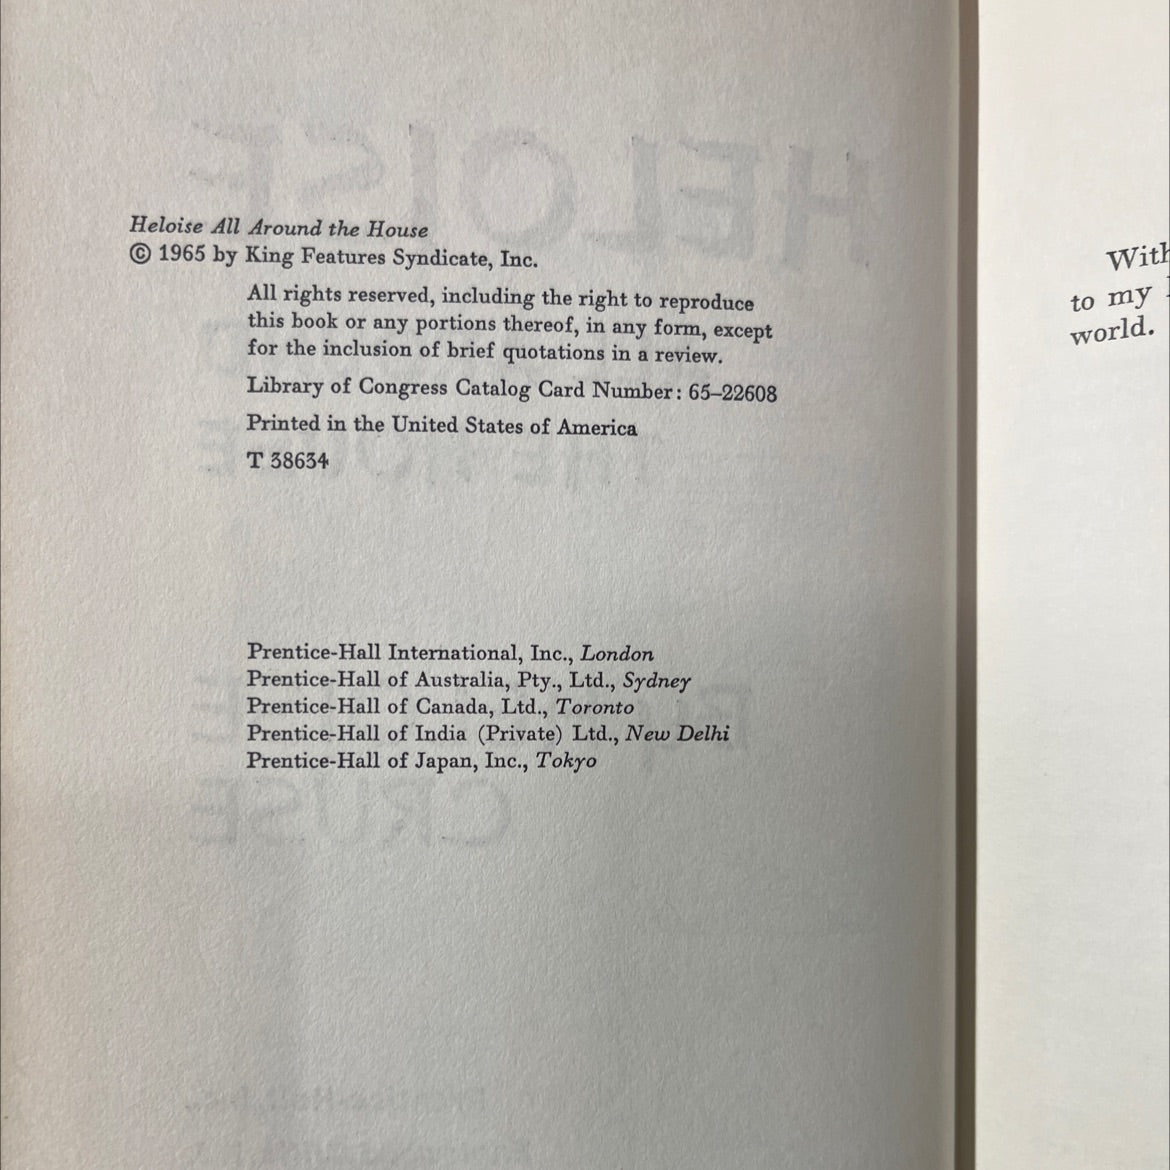 Heloise All Around the House
© 1965 by King Features Syndicate, Inc.
All rights reserved, including the right to reproduce
this book or any portions thereof, in any form, except
for the inclusion of brief quotations in a review.
Library of Congress Catalog Card Number: 65–22608
Printed in the United States of America
T 38634
Prentice-Hall International, Inc., London
Prentice-Hall of Australia, Pty., Ltd., Sydney
Prentice-Hall of Canada, Ltd., Toronto
Prentice-Hall of India (Private) Ltd., New Delhi
Prentice-Hall of Japan, Inc., Tokyo
With
to my
world.